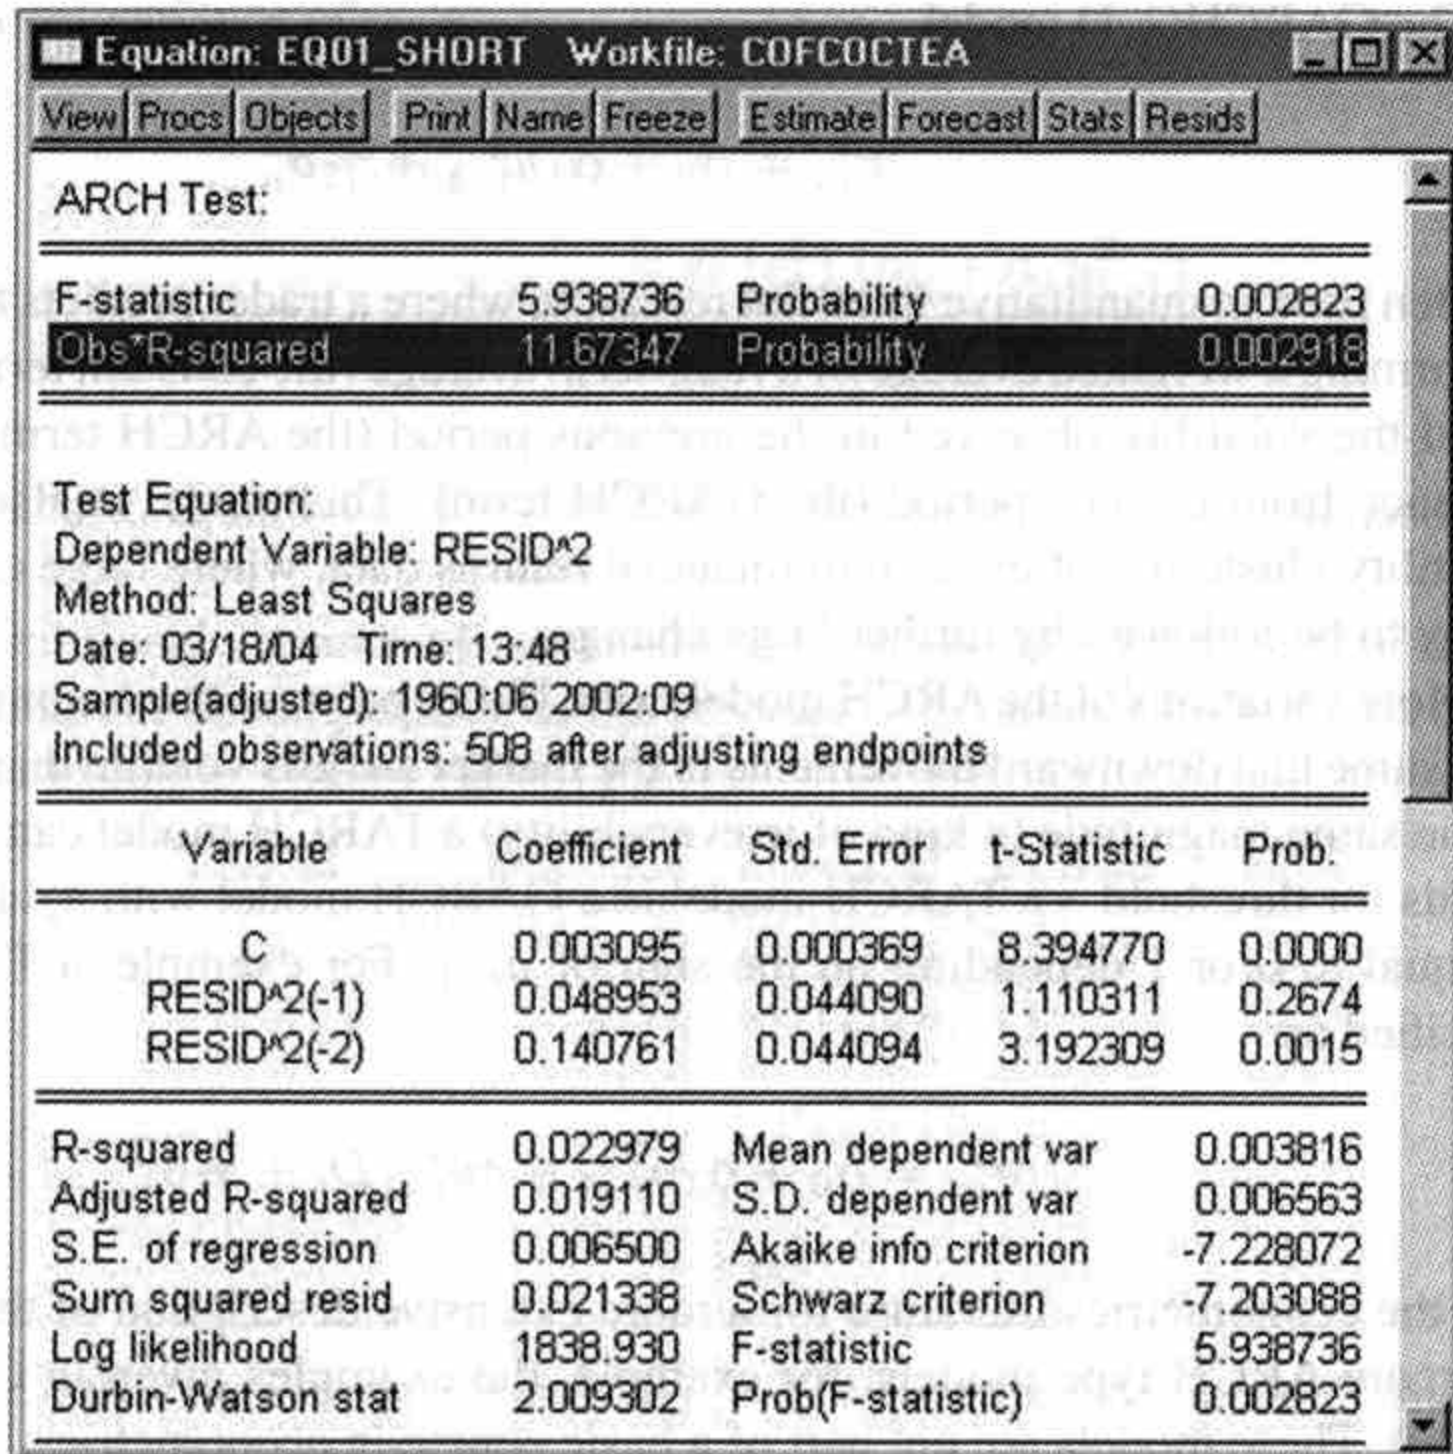 Equation: EQ01_SHORT Workfile: COFCOCTEA
View Procs Objects Print Name Freeze Estimate Forecast Stats Resids
ARCH Test:
F-statistic 5.938736 Probability 0.002823
Obs*R-squared 11.67347 Probability 0.002918
Test Equation:
Dependent Variable: RESID^2
Method: Least Squares
Date: 03/18/04 Time: 13:48
Sample(adjusted): 1960:06 2002:09
Included observations: 508 after adjusting endpoints
Variable Coefficient Std. Error t-Statistic Prob.
C 0.003095 0.000369 8.394770 0.0000
RESID^2(-1) 0.048953 0.044090 1.110311 0.2674
RESID^2(-2) 0.140761 0.044094 3.192309 0.0015
R-squared 0.022979 Mean dependent var 0.003816
Adjusted R-squared 0.019110 S.D. dependent var 0.006563
S.E. of regression 0.006500 Akaike info criterion -7.228072
Sum squared resid 0.021338 Schwarz criterion -7.203088
Log likelihood 1838.930 F-statistic 5.938736
Durbin-Watson stat 2.009302 Prob(F-statistic) 0.002823